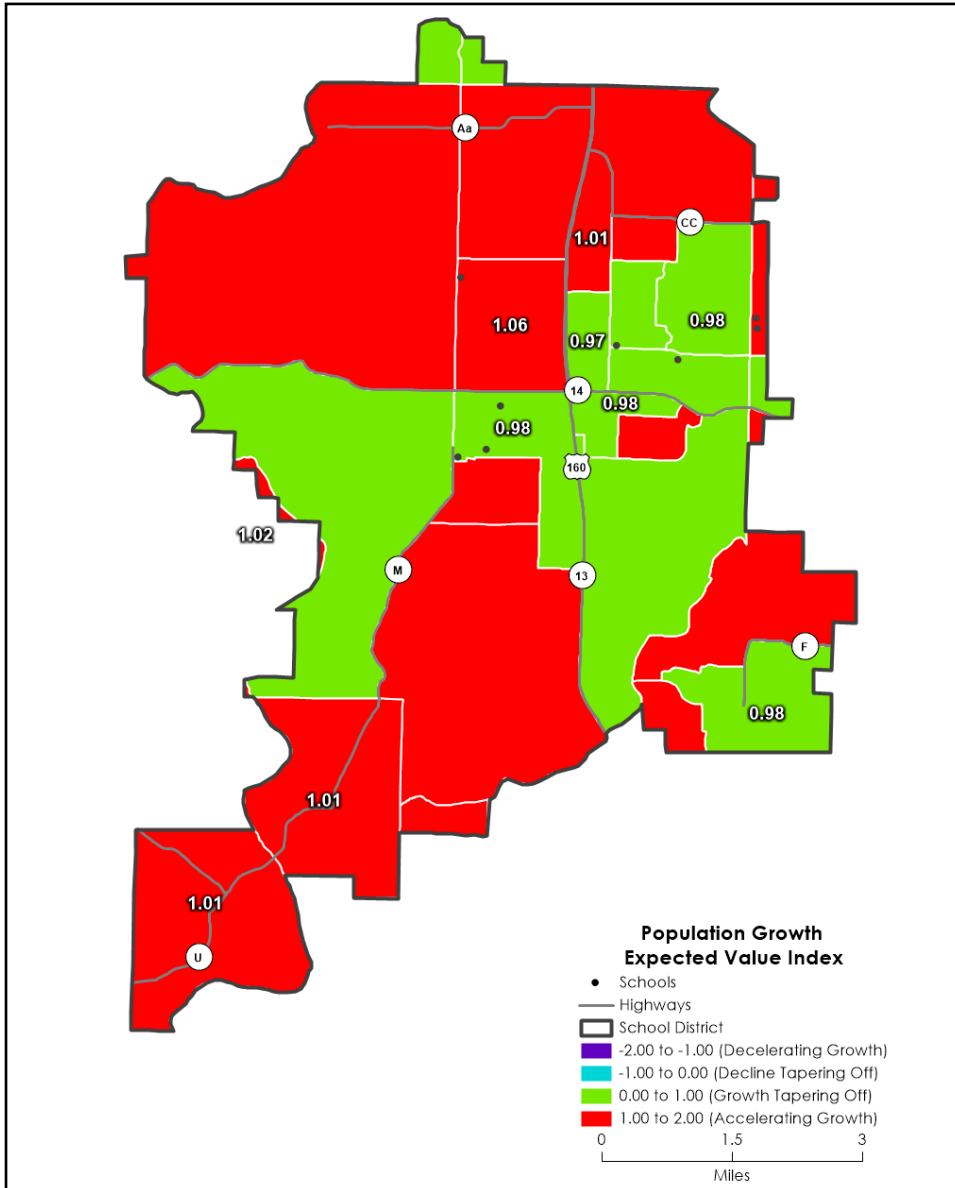 Aa
CC
1.01
1.06
0.98
0.97
14
0.98
0.98
160
1.02
M
13
F
0.98
1.01
1.01
U
Population Growth
Expected Value Index
Schools
Highways
School District
-2.00 to -1.00 (Decelerating Growth)
-1.00 to 0.00 (Decline Tapering Off)
0.00 to 1.00 (Growth Tapering Off)
1.00 to 2.00 (Accelerating Growth)
0 1.5 3
Miles